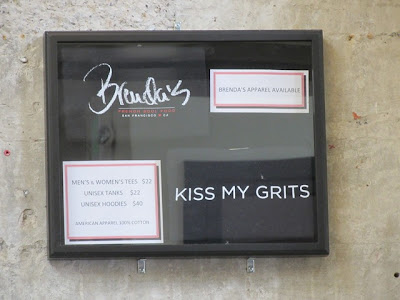 Brenda's
FRENCH SOUL FOOD
SAN FRANCISCO • CA
BRENDA'S APPAREL AVAILABLE
MEN'S & WOMEN'S TEES $22
UNISEX TANKS $22
UNISEX HOODIES $40
AMERICAN APPAREL 100% COTTON
KISS MY GRITS